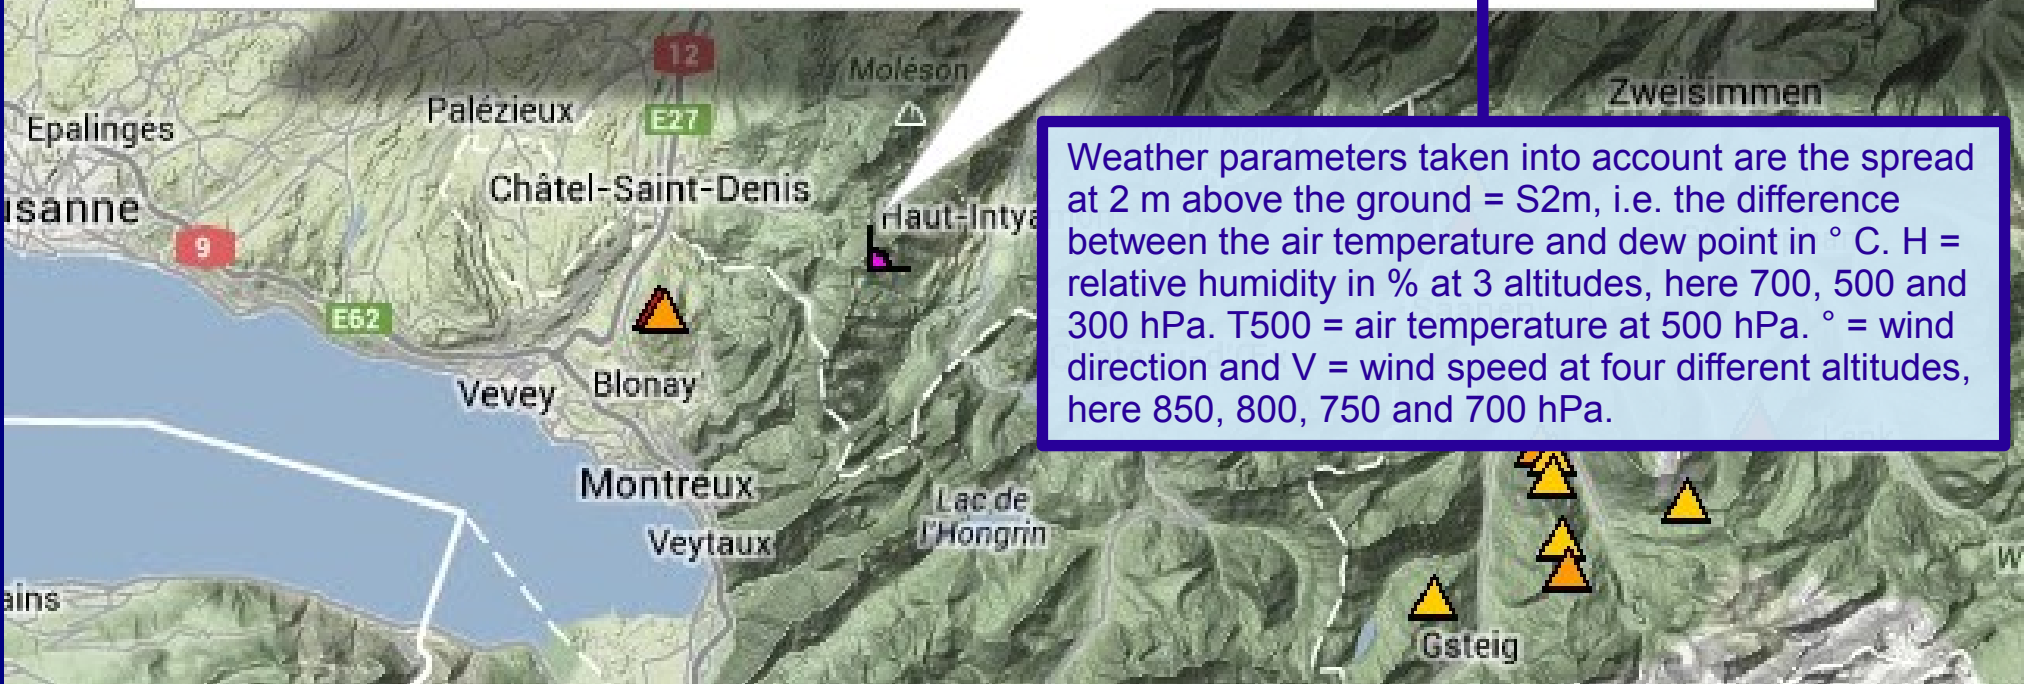 12
Moléson
Zweisimmen
Palézieux
E27
Epalinges
Weather parameters taken into account are the spread
at 2 m above the ground = S2m, i.e. the difference
between the air temperature and dew point in ° C. H =
relative humidity in % at 3 altitudes, here 700, 500 and
300 hPa. T500 = air temperature at 500 hPa. ° = wind
direction and V = wind speed at four different altitudes,
here 850, 800, 750 and 700 hPa.
Châtel-Saint-Denis
usanne
Haut-Intya
9
E62
Vevey
Blonay
Montreux
Lac de
l'Hongrin
Veytaux
W
ains
Gsteig